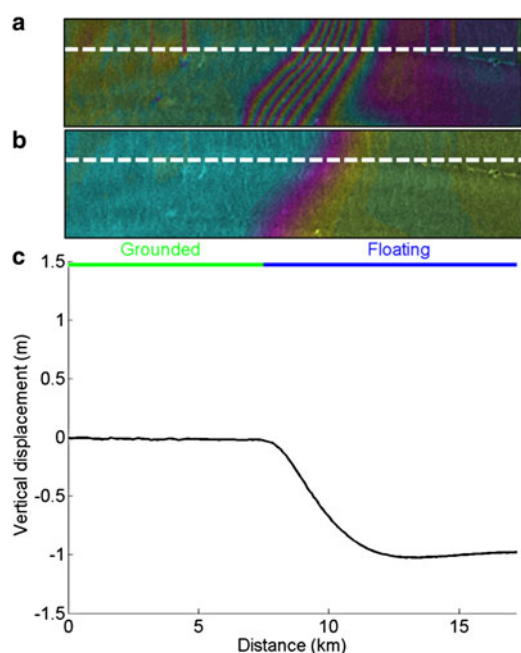 a
b
c
Grounded Floating
1.5
1
0.5
0
-0.5
-1
-1.5
Vertical displacement (m)
0 5 10 15
Distance (km)